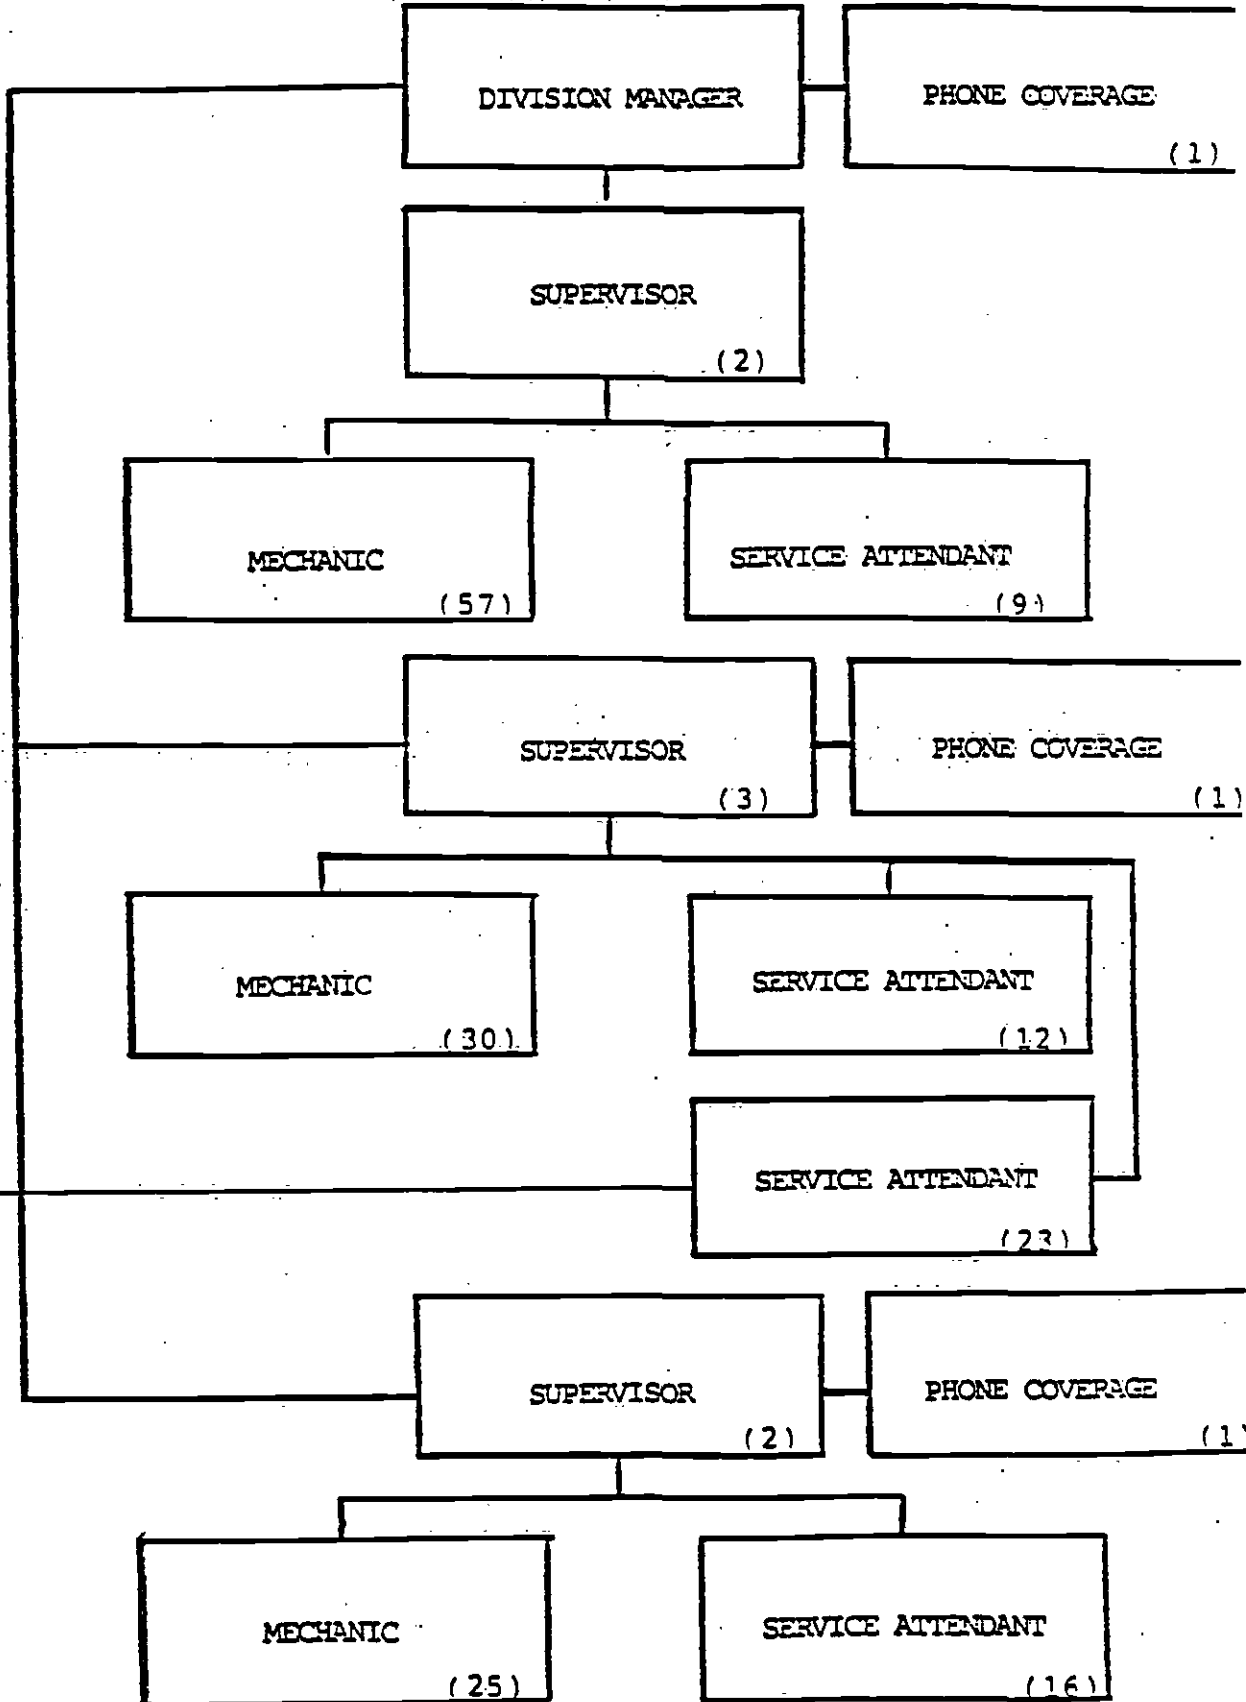 DIVISION MANAGER
PHONE COVERAGE
(1)
SUPERVISOR
(2)
MECHANIC
(57)
SERVICE ATTENDANT
(9)
SUPERVISOR
(3)
PHONE COVERAGE
(1)
MECHANIC
(30)
SERVICE ATTENDANT
(12)
SERVICE ATTENDANT
(23)
SUPERVISOR
(2)
PHONE COVERAGE
(1)
MECHANIC
(25)
SERVICE ATTENDANT
(16)